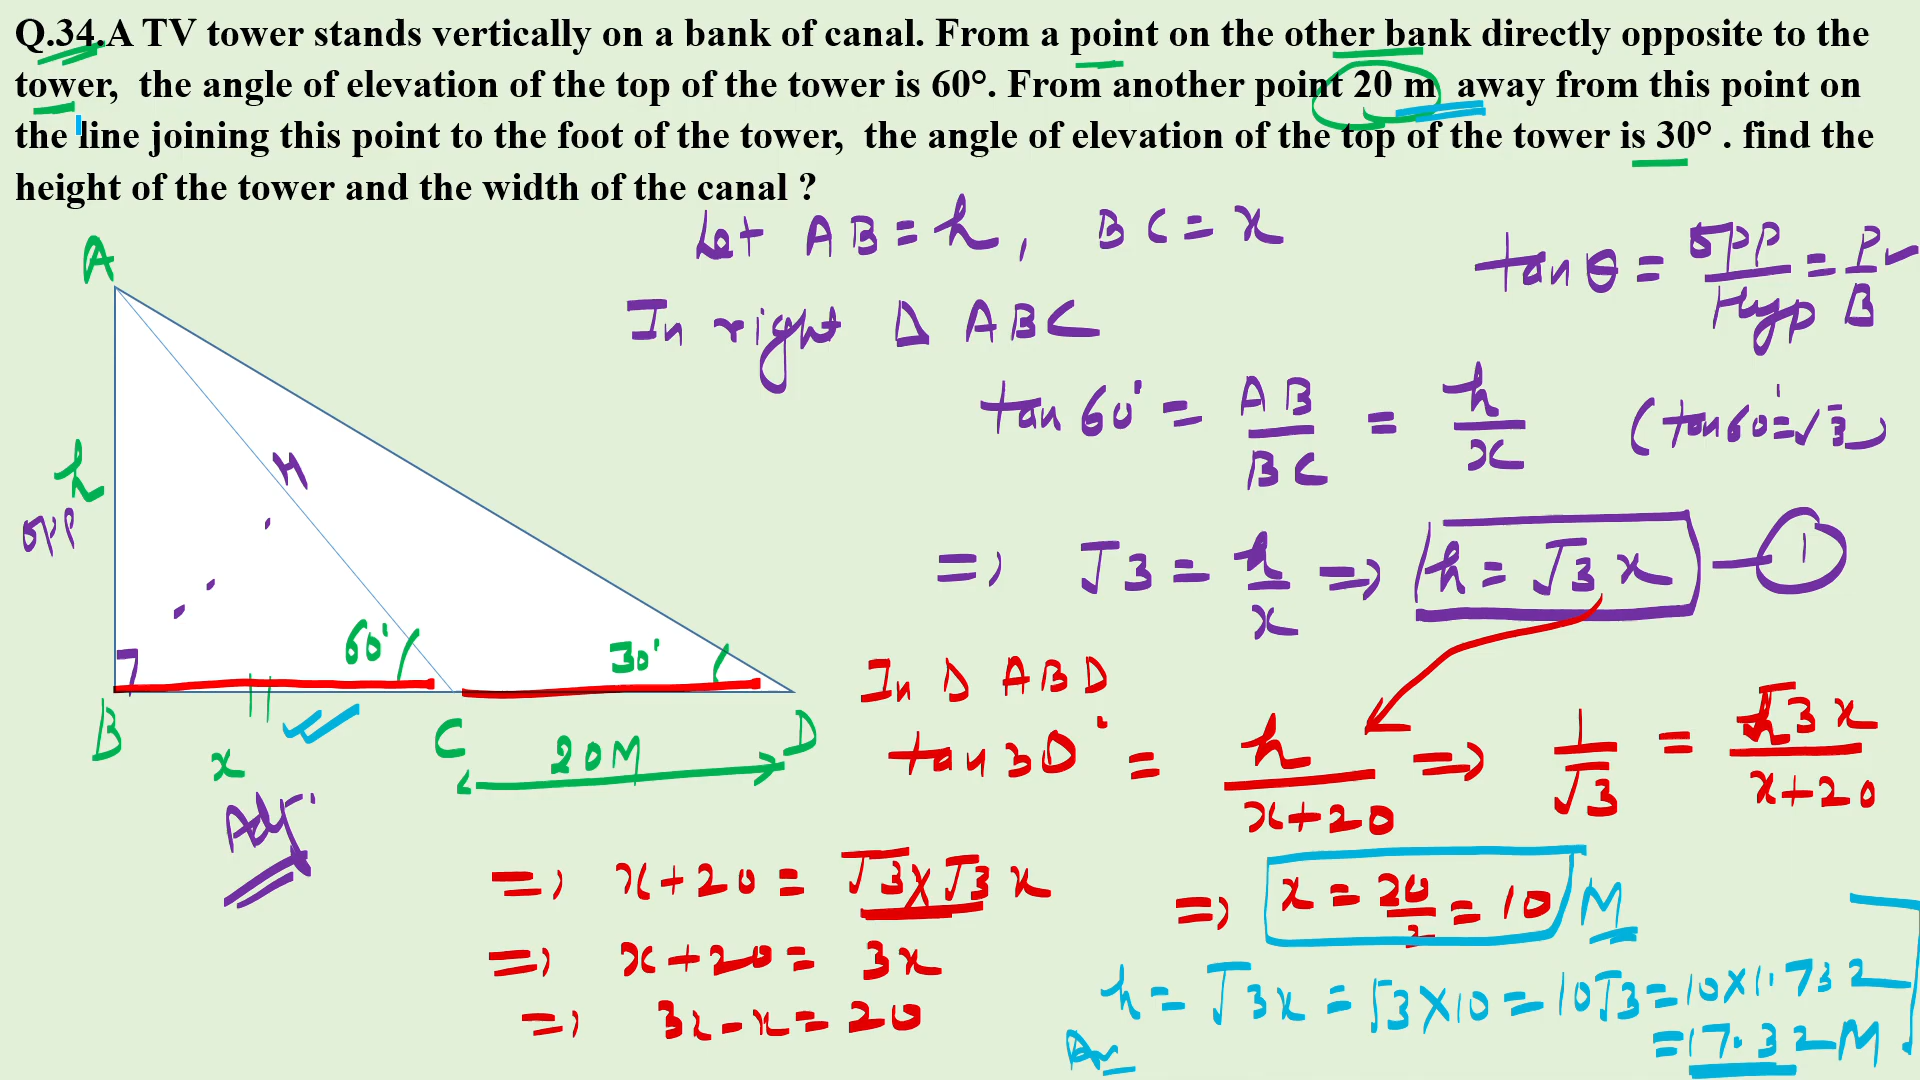 Q.34.A TV tower stands vertically on a bank of canal. From a point on the other bank directly opposite to the
tower, the angle of elevation of the top of the tower is 60°. From another point 20 m away from this point on
the line joining this point to the foot of the tower, the angle of elevation of the top of the tower is 30° . find the
height of the tower and the width of the canal ?
Let AB = h, BC = x
tan θ = opp/Hyp = P/B
A
In right Δ ABC
h
opp
H
tan 60° = AB/BC = h/x (tan 60° = √3)
=> √3 = h/x => h = √3 x — 1
60° 30°
B C D
x
20M
Adj
In Δ ABD
tan 30° = h/x+20 => 1/√3 = √3x/x+20
=> x+20 = √3×√3 x
=> x+20 = 3x
=> 3x-x = 20
=> x = 20/2 = 10 M
h = √3x = √3×10 = 10√3 = 10×1.732
= 17.32 M